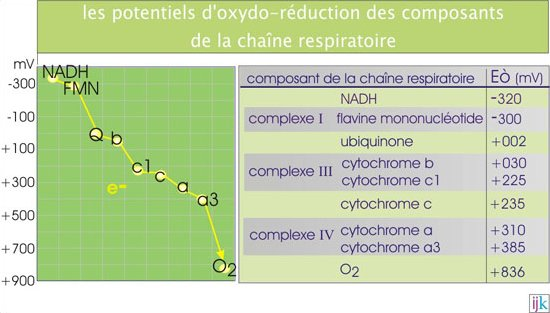 les potentiels d'oxydo-réduction des composants
de la chaîne respiratoire
mV
-300
-100
+100
+300
+500
+700
+900
NADH
FMN
Q
b
c1
c
a
a3
O2
e-
composant de la chaîne respiratoire Eò (mV)
NADH -320
complexe I flavine mononucléotide -300
ubiquinone +002
complexe III
cytochrome b +030
cytochrome c1 +225
cytochrome c +235
complexe IV
cytochrome a +310
cytochrome a3 +385
O2 +836
ijk